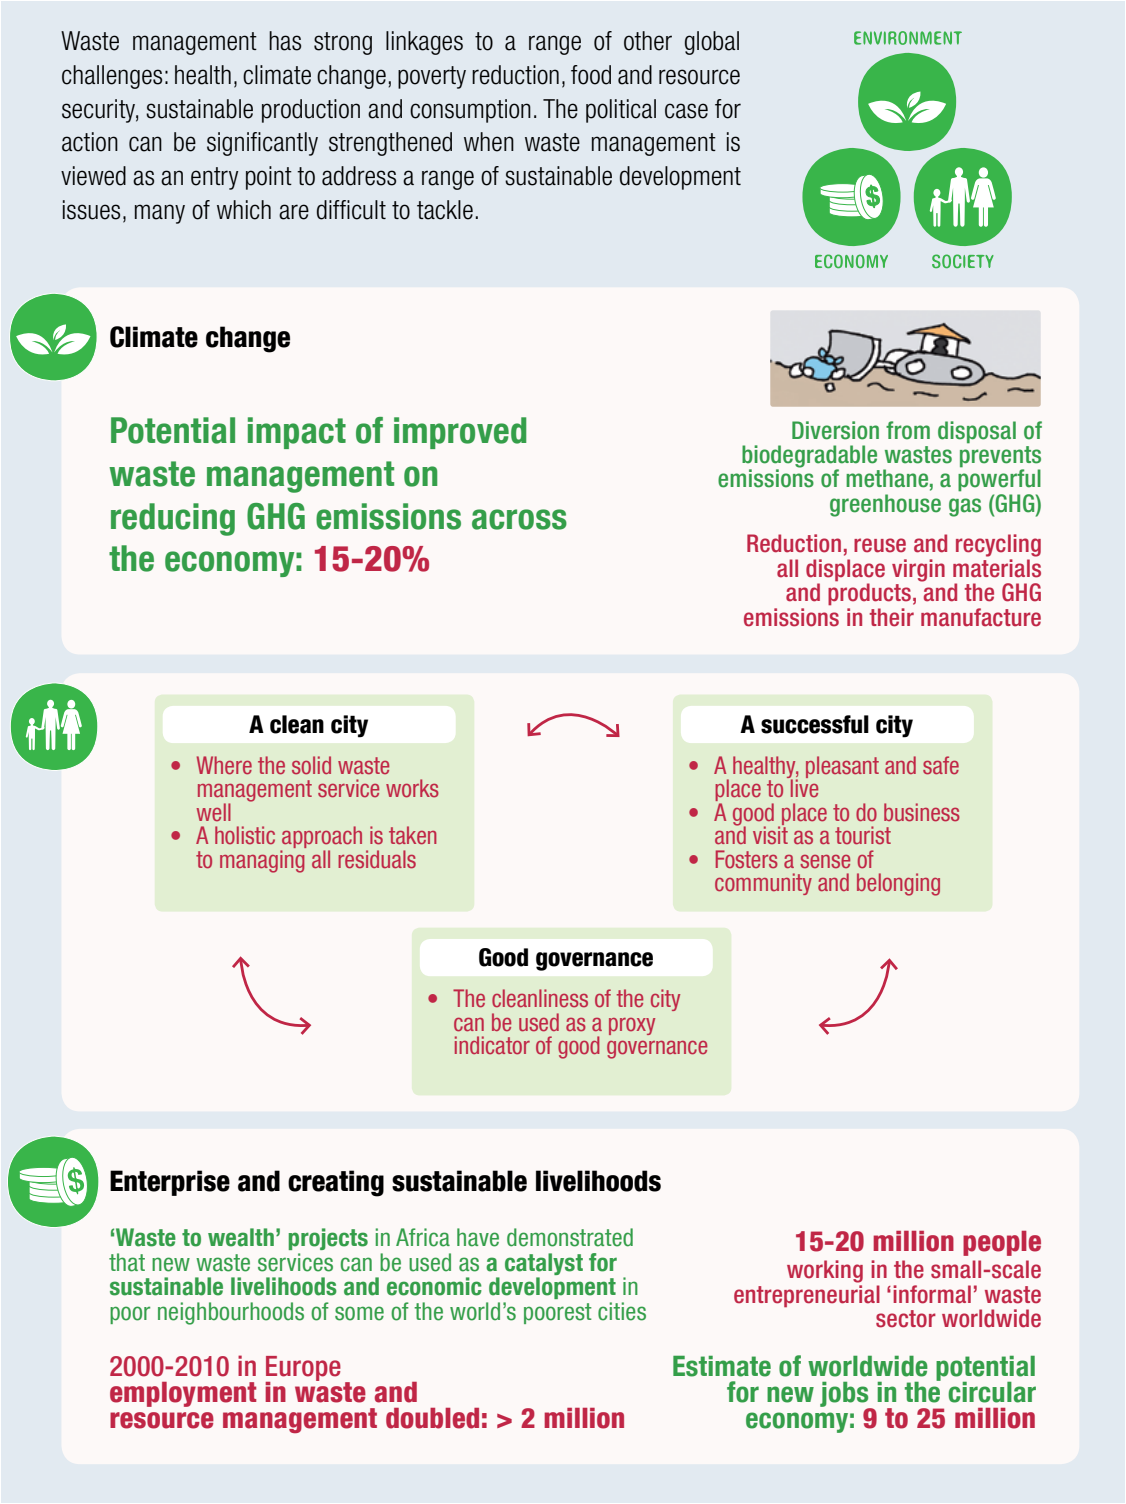 Waste management has strong linkages to a range of other global
challenges: health, climate change, poverty reduction, food and resource
security, sustainable production and consumption. The political case for
action can be significantly strengthened when waste management is
viewed as an entry point to address a range of sustainable development
issues, many of which are difficult to tackle.
ENVIRONMENT
$
ECONOMY
SOCIETY
Climate change
Potential impact of improved
waste management on
reducing GHG emissions across
the economy: 15-20%
Diversion from disposal of
biodegradable wastes prevents
emissions of methane, a powerful
greenhouse gas (GHG)
Reduction, reuse and recycling
all displace virgin materials
and products, and the GHG
emissions in their manufacture
A clean city
• Where the solid waste
management service works
well
• A holistic approach is taken
to managing all residuals
A successful city
• A healthy, pleasant and safe
place to live
• A good place to do business
and visit as a tourist
• Fosters a sense of
community and belonging
Good governance
• The cleanliness of the city
can be used as a proxy
indicator of good governance
$
Enterprise and creating sustainable livelihoods
‘Waste to wealth’ projects in Africa have demonstrated
that new waste services can be used as a catalyst for
sustainable livelihoods and economic development in
poor neighbourhoods of some of the world’s poorest cities
15-20 million people
working in the small-scale
entrepreneurial ‘informal’ waste
sector worldwide
2000-2010 in Europe
employment in waste and
resource management doubled: > 2 million
Estimate of worldwide potential
for new jobs in the circular
economy: 9 to 25 million